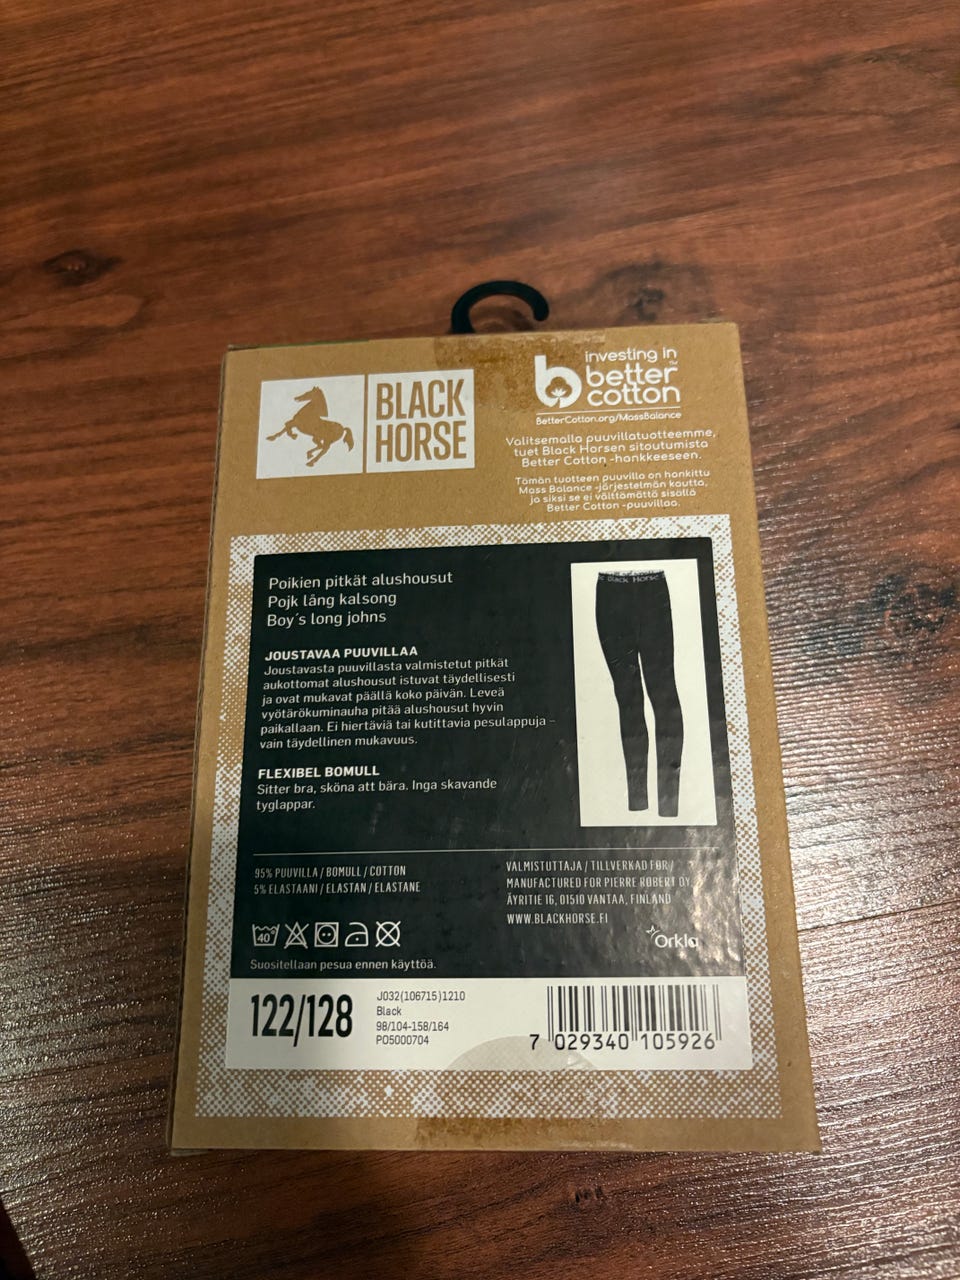 BLACK
HORSE
investing in
better™
cotton
BetterCotton.org/MassBalance
Valitsemalla puuvillatuotteemme,
tuet Black Horsen sitoutumista
Better Cotton -hankkeeseen.
Tämän tuotteen puuvilla on hankittu
Mass Balance -järjestelmän kautta,
ja siksi se ei välttämättä sisällä
Better Cotton -puuvillaa.
Poikien pitkät alushousut
Pojk lång kalsong
Boy´s long johns
Black Horse
JOUSTAVAA PUUVILLAA
Joustavasta puuvillasta valmistetut pitkät
aukottomat alushousut istuvat täydellisesti
ja ovat mukavat päällä koko päivän. Leveä
vyötärökuminauha pitää alushousut hyvin
paikallaan. Ei hiertäviä tai kutittavia pesulappuja –
vain täydellinen mukavuus.
FLEXIBEL BOMULL
Sitter bra, sköna att bära. Inga skavande
tyglappar.
95% PUUVILLA / BOMULL / COTTON
5% ELASTAANI / ELASTAN / ELASTANE
VALMISTUTTAJA / TILLVERKAD FÖR /
MANUFACTURED FOR PIERRE ROBERT OY,
ÄYRITIE 16, 01510 VANTAA, FINLAND
WWW.BLACKHORSE.FI
40°
Orkla
Suositellaan pesua ennen käyttöä.
122/128
J032(106715)1210
Black
98/104-158/164
PO5000704
7 029340 105926